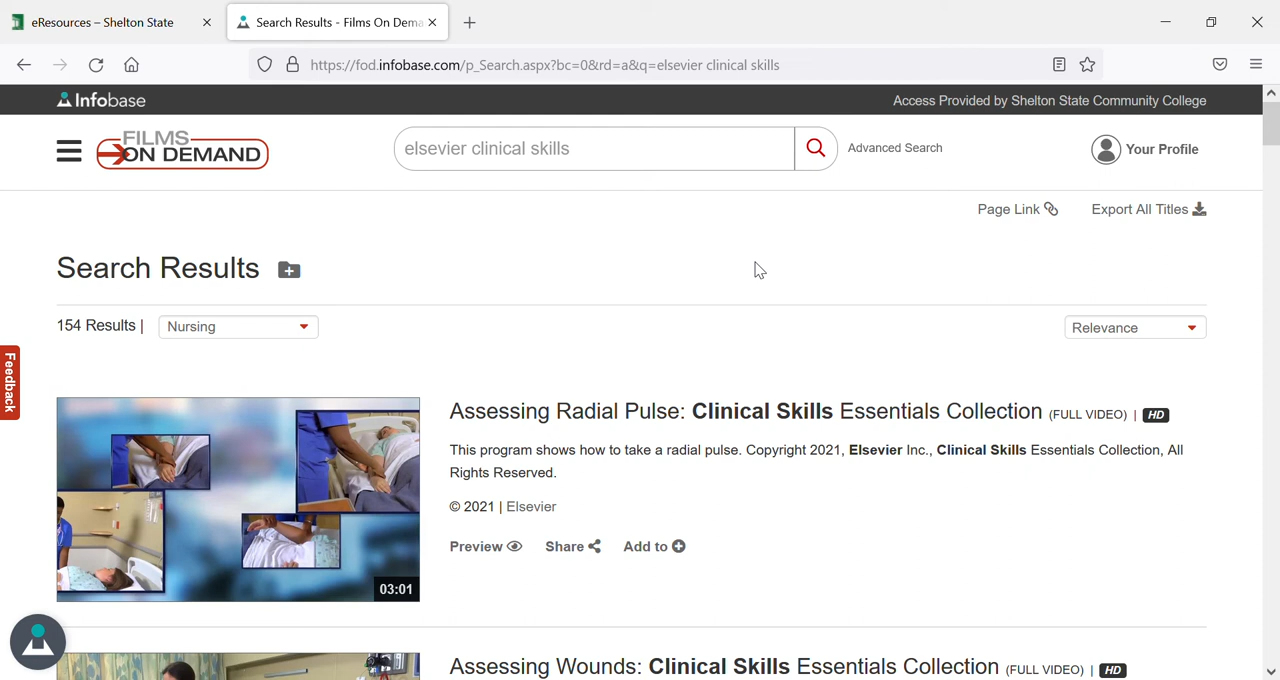 eResources – Shelton State
Search Results - Films On Dema
https://fod.infobase.com/p_Search.aspx?bc=0&rd=a&q=elsevier clinical skills
Infobase
Access Provided by Shelton State Community College
FILMS
ON DEMAND
elsevier clinical skills
Advanced Search
Your Profile
Page Link
Export All Titles
Search Results
154 Results |
Nursing
Relevance
Feedback
Assessing Radial Pulse: Clinical Skills Essentials Collection (FULL VIDEO) | HD
This program shows how to take a radial pulse. Copyright 2021, Elsevier Inc., Clinical Skills Essentials Collection, All
Rights Reserved.
© 2021 | Elsevier
Preview
Share
Add to
03:01
Assessing Wounds: Clinical Skills Essentials Collection (FULL VIDEO) | HD